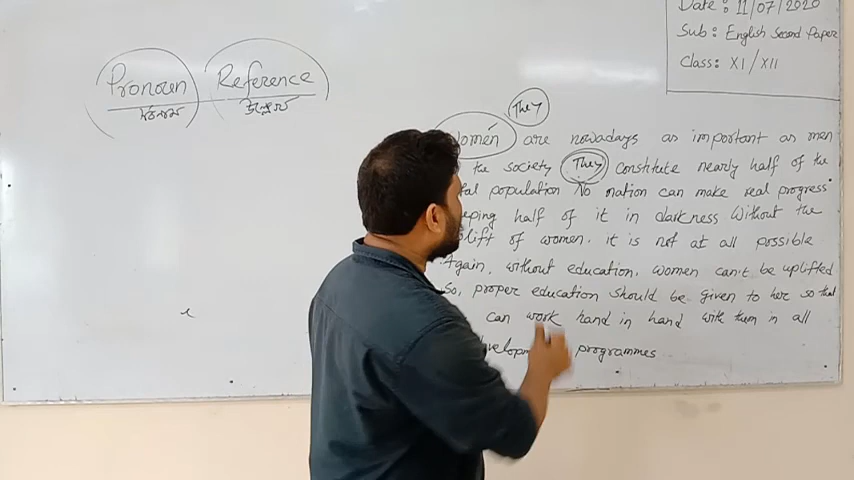 Date: 11/07/2020
Sub: English Second Paper
Class: XI/XII
Pronoun Reference
They
Women are nowadays as important as men
the society They constitute nearly half of the
population No nation can make real progress
half of it in darkness Without the
of women. it is not at all possible
Again, without education, women can't be uplifted
So, proper education should be given to her so that
can work hand in hand with them in all
programmes